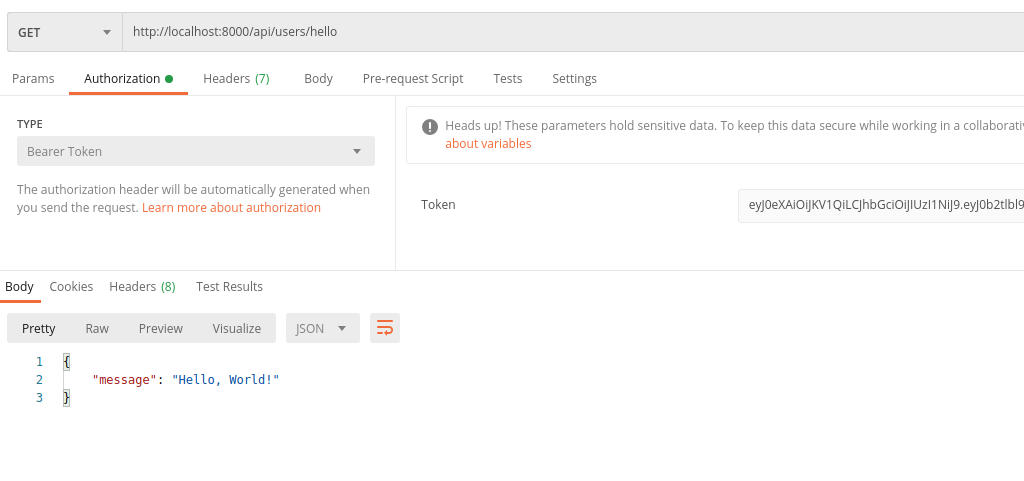 GET http://localhost:8000/api/users/hello
Params Authorization Headers (7) Body Pre-request Script Tests Settings
TYPE
Bearer Token
The authorization header will be automatically generated when
you send the request. Learn more about authorization
Heads up! These parameters hold sensitive data. To keep this data secure while working in a collaborativ
about variables
Token eyJ0eXAiOiJKV1QiLCJhbGciOiJIUzI1NiJ9.eyJ0b2tlbl9
Body Cookies Headers (8) Test Results
Pretty Raw Preview Visualize JSON
1 {
2 "message": "Hello, World!"
3 }